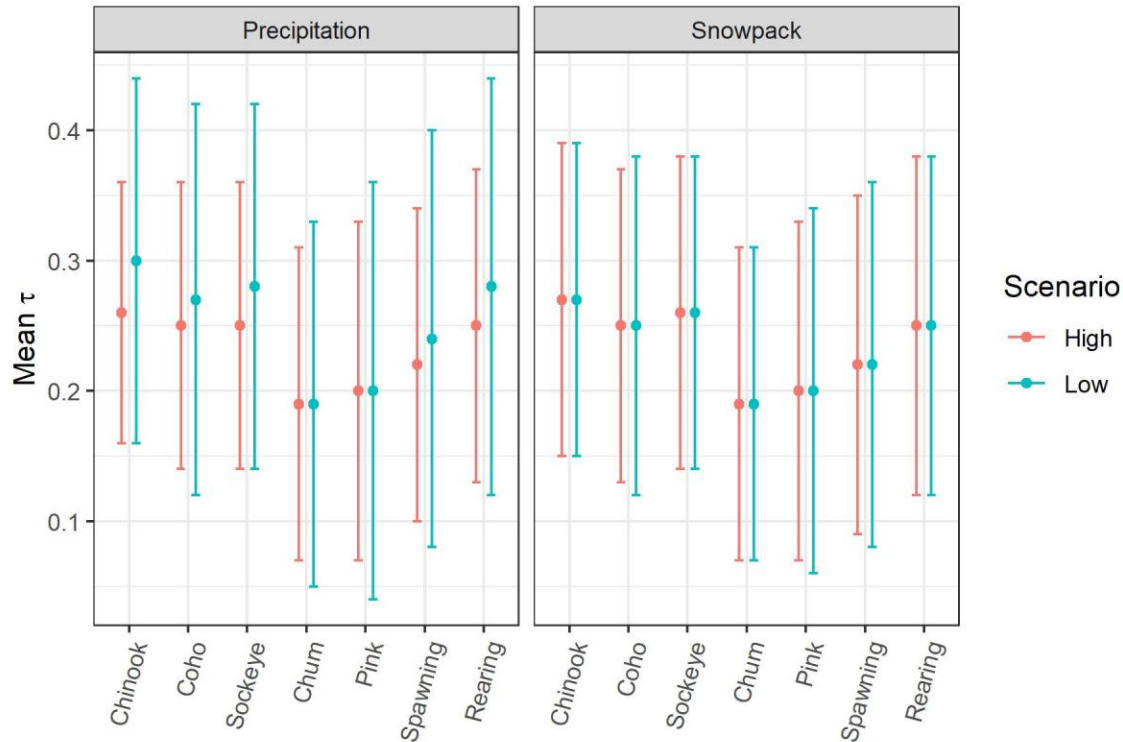 Precipitation
Snowpack
Mean τ
0.4
0.3
0.2
0.1
Chinook
Coho
Sockeye
Chum
Pink
Spawning
Rearing
Chinook
Coho
Sockeye
Chum
Pink
Spawning
Rearing
Scenario
High
Low